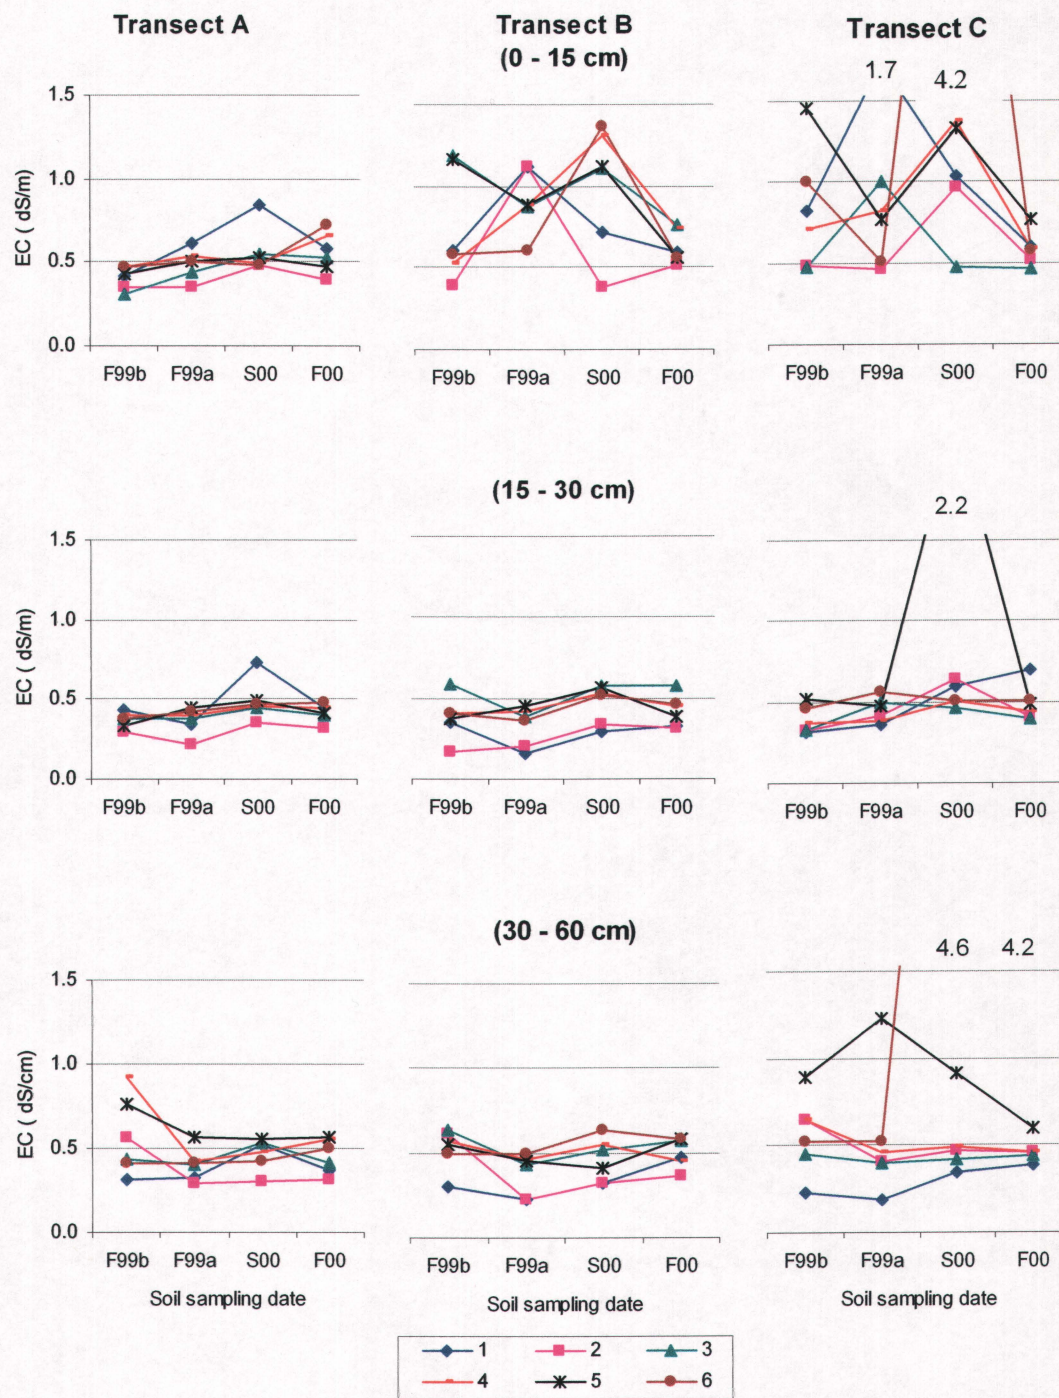 Transect A
Transect B
(0 - 15 cm)
Transect C
1.7
4.2
EC ( dS/m)
1.5
1.0
0.5
0.0
F99b F99a S00 F00
F99b F99a S00 F00
F99b F99a S00 F00
(15 - 30 cm)
2.2
EC ( dS/m)
1.5
1.0
0.5
0.0
F99b F99a S00 F00
F99b F99a S00 F00
F99b F99a S00 F00
(30 - 60 cm)
4.6 4.2
EC ( dS/cm)
1.5
1.0
0.5
0.0
F99b F99a S00 F00
F99b F99a S00 F00
F99b F99a S00 F00
Soil sampling date
Soil sampling date
Soil sampling date
1 2 3
4 5 6